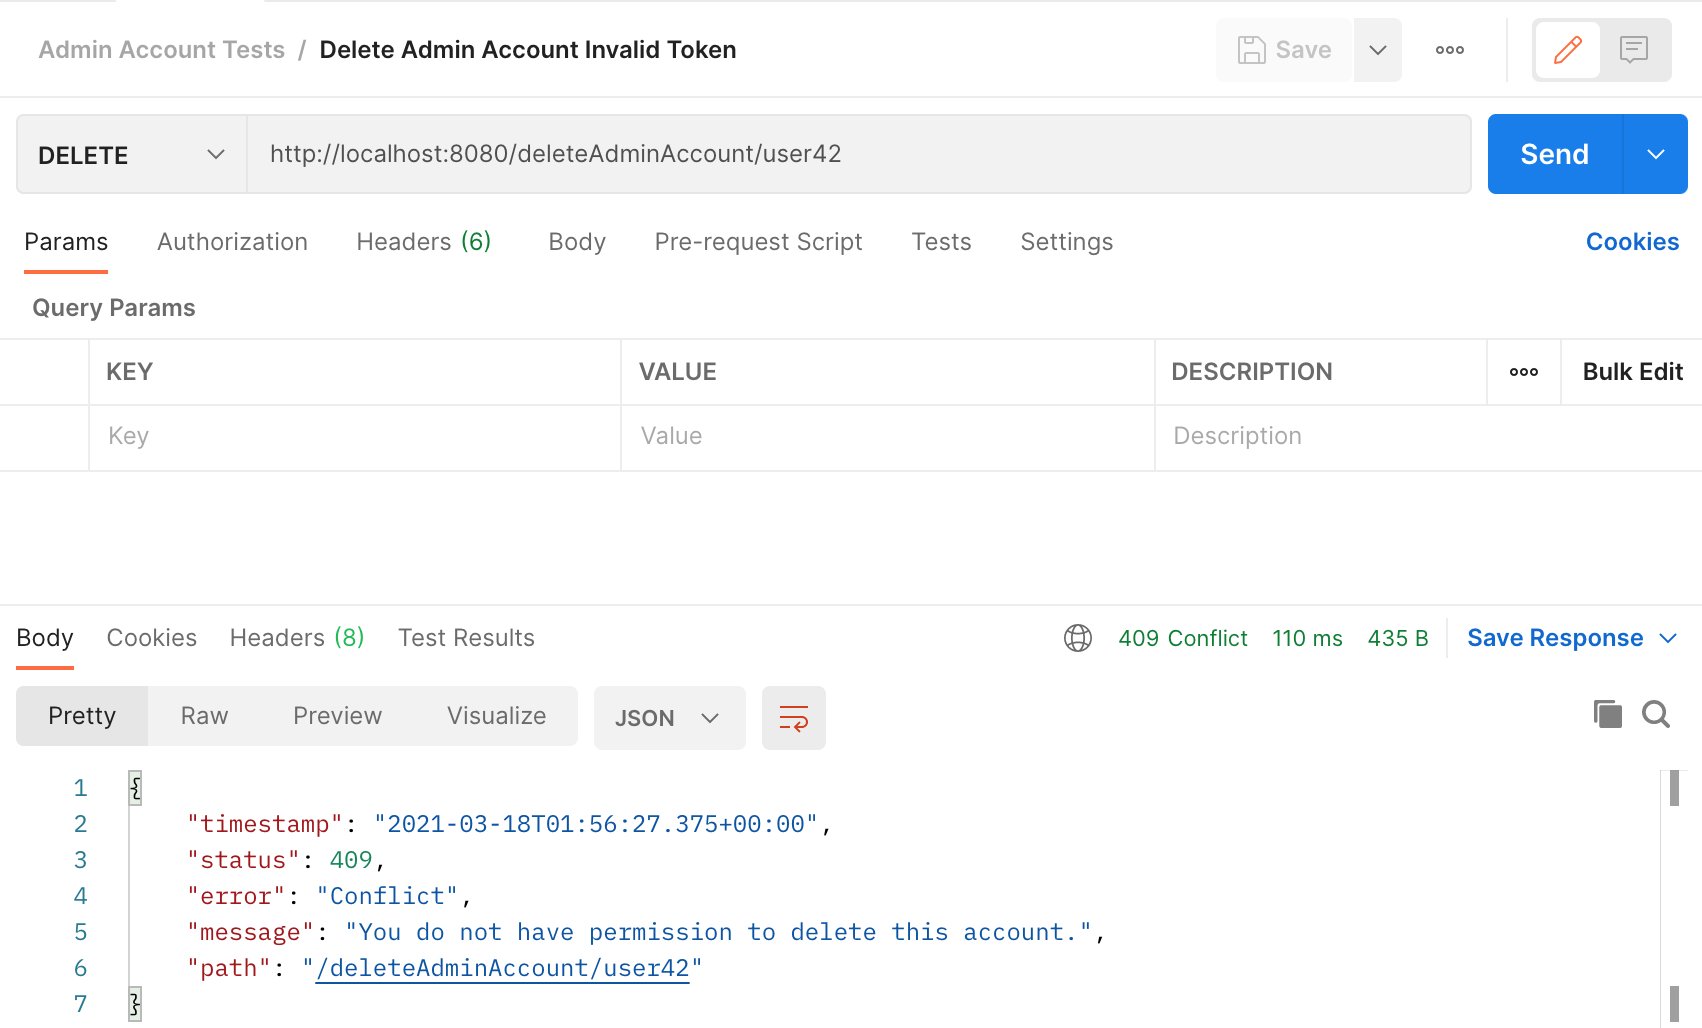 Admin Account Tests / Delete Admin Account Invalid Token
Save
DELETE
http://localhost:8080/deleteAdminAccount/user42
Send
Params Authorization Headers (6) Body Pre-request Script Tests Settings Cookies
Query Params
KEY VALUE DESCRIPTION Bulk Edit
Key Value Description
Body Cookies Headers (8) Test Results 409 Conflict 110 ms 435 B Save Response
Pretty Raw Preview Visualize JSON
1 {
2 "timestamp": "2021-03-18T01:56:27.375+00:00",
3 "status": 409,
4 "error": "Conflict",
5 "message": "You do not have permission to delete this account.",
6 "path": "/deleteAdminAccount/user42"
7 }